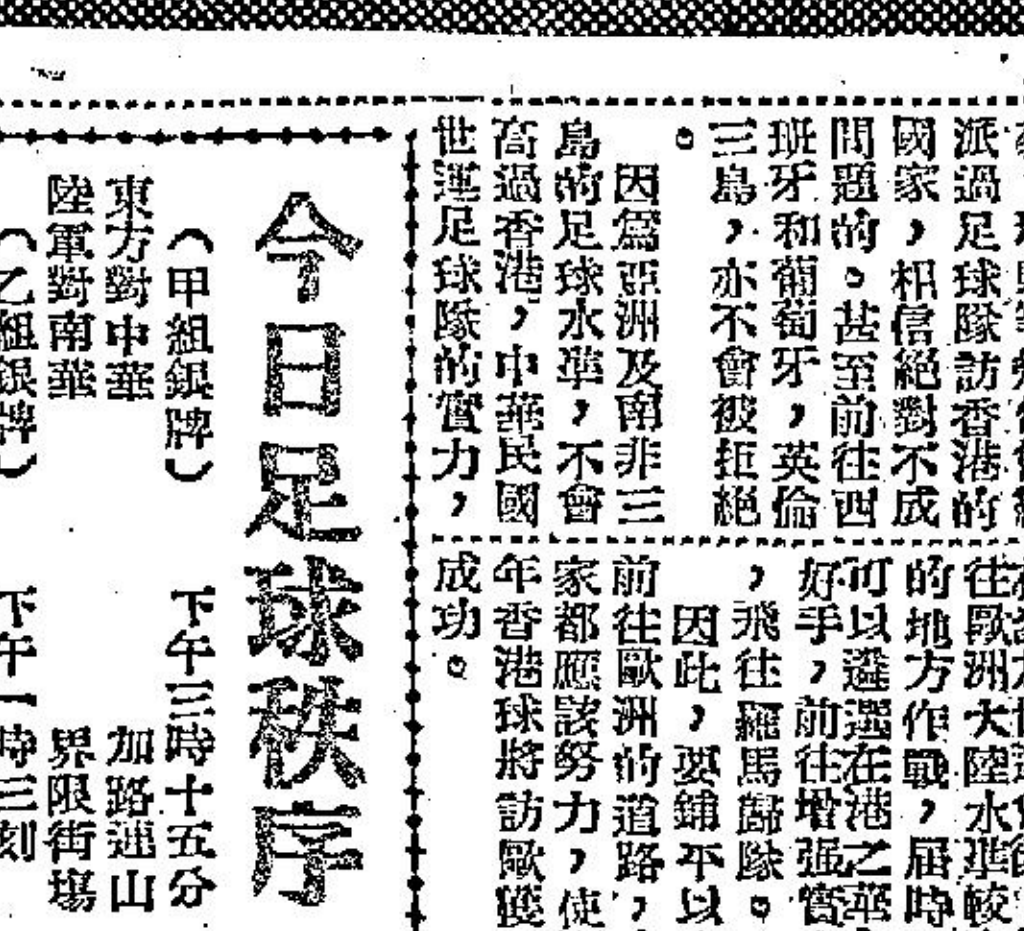 派過足球隊訪香港的
國家，相信絕對不成
問題的。甚至前往西
班牙和葡萄牙，英倫
三島，亦不會被拒絕
。
因爲亞洲及南非三
島的足球水準，不會
高過香港，中華民國
世運足球隊的實力，
往歐洲大陸水準較
的地方作戰，屆時
可以遴選在港之華
好手，前往增强實
，飛往羅馬歸隊。
因此，要鋪平以
前往歐洲的道路，
家都應該努力，使
年香港球將訪歐獲
成功。
今日足球秩序
（甲組銀牌）　下午三時十五分
東方對中華　加路連山
陸軍對南華　界限街場
（乙組銀牌）　下午一時三刻